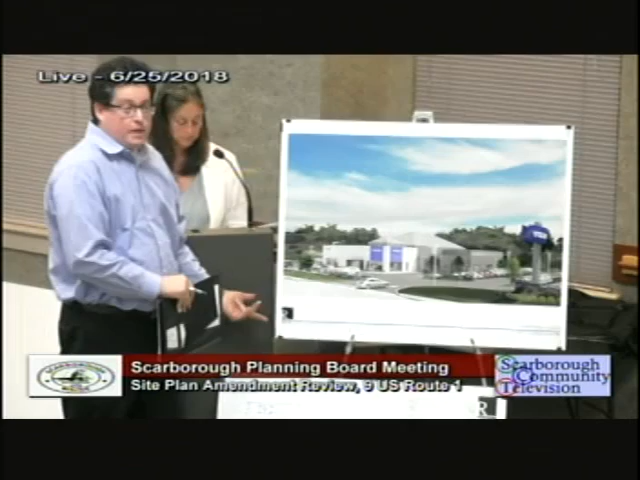 Live - 6/25/2018
SCARBOROUGH
Scarborough Planning Board Meeting
Site Plan Amendment Review, 9 US Route 1
Scarborough
Community
Television